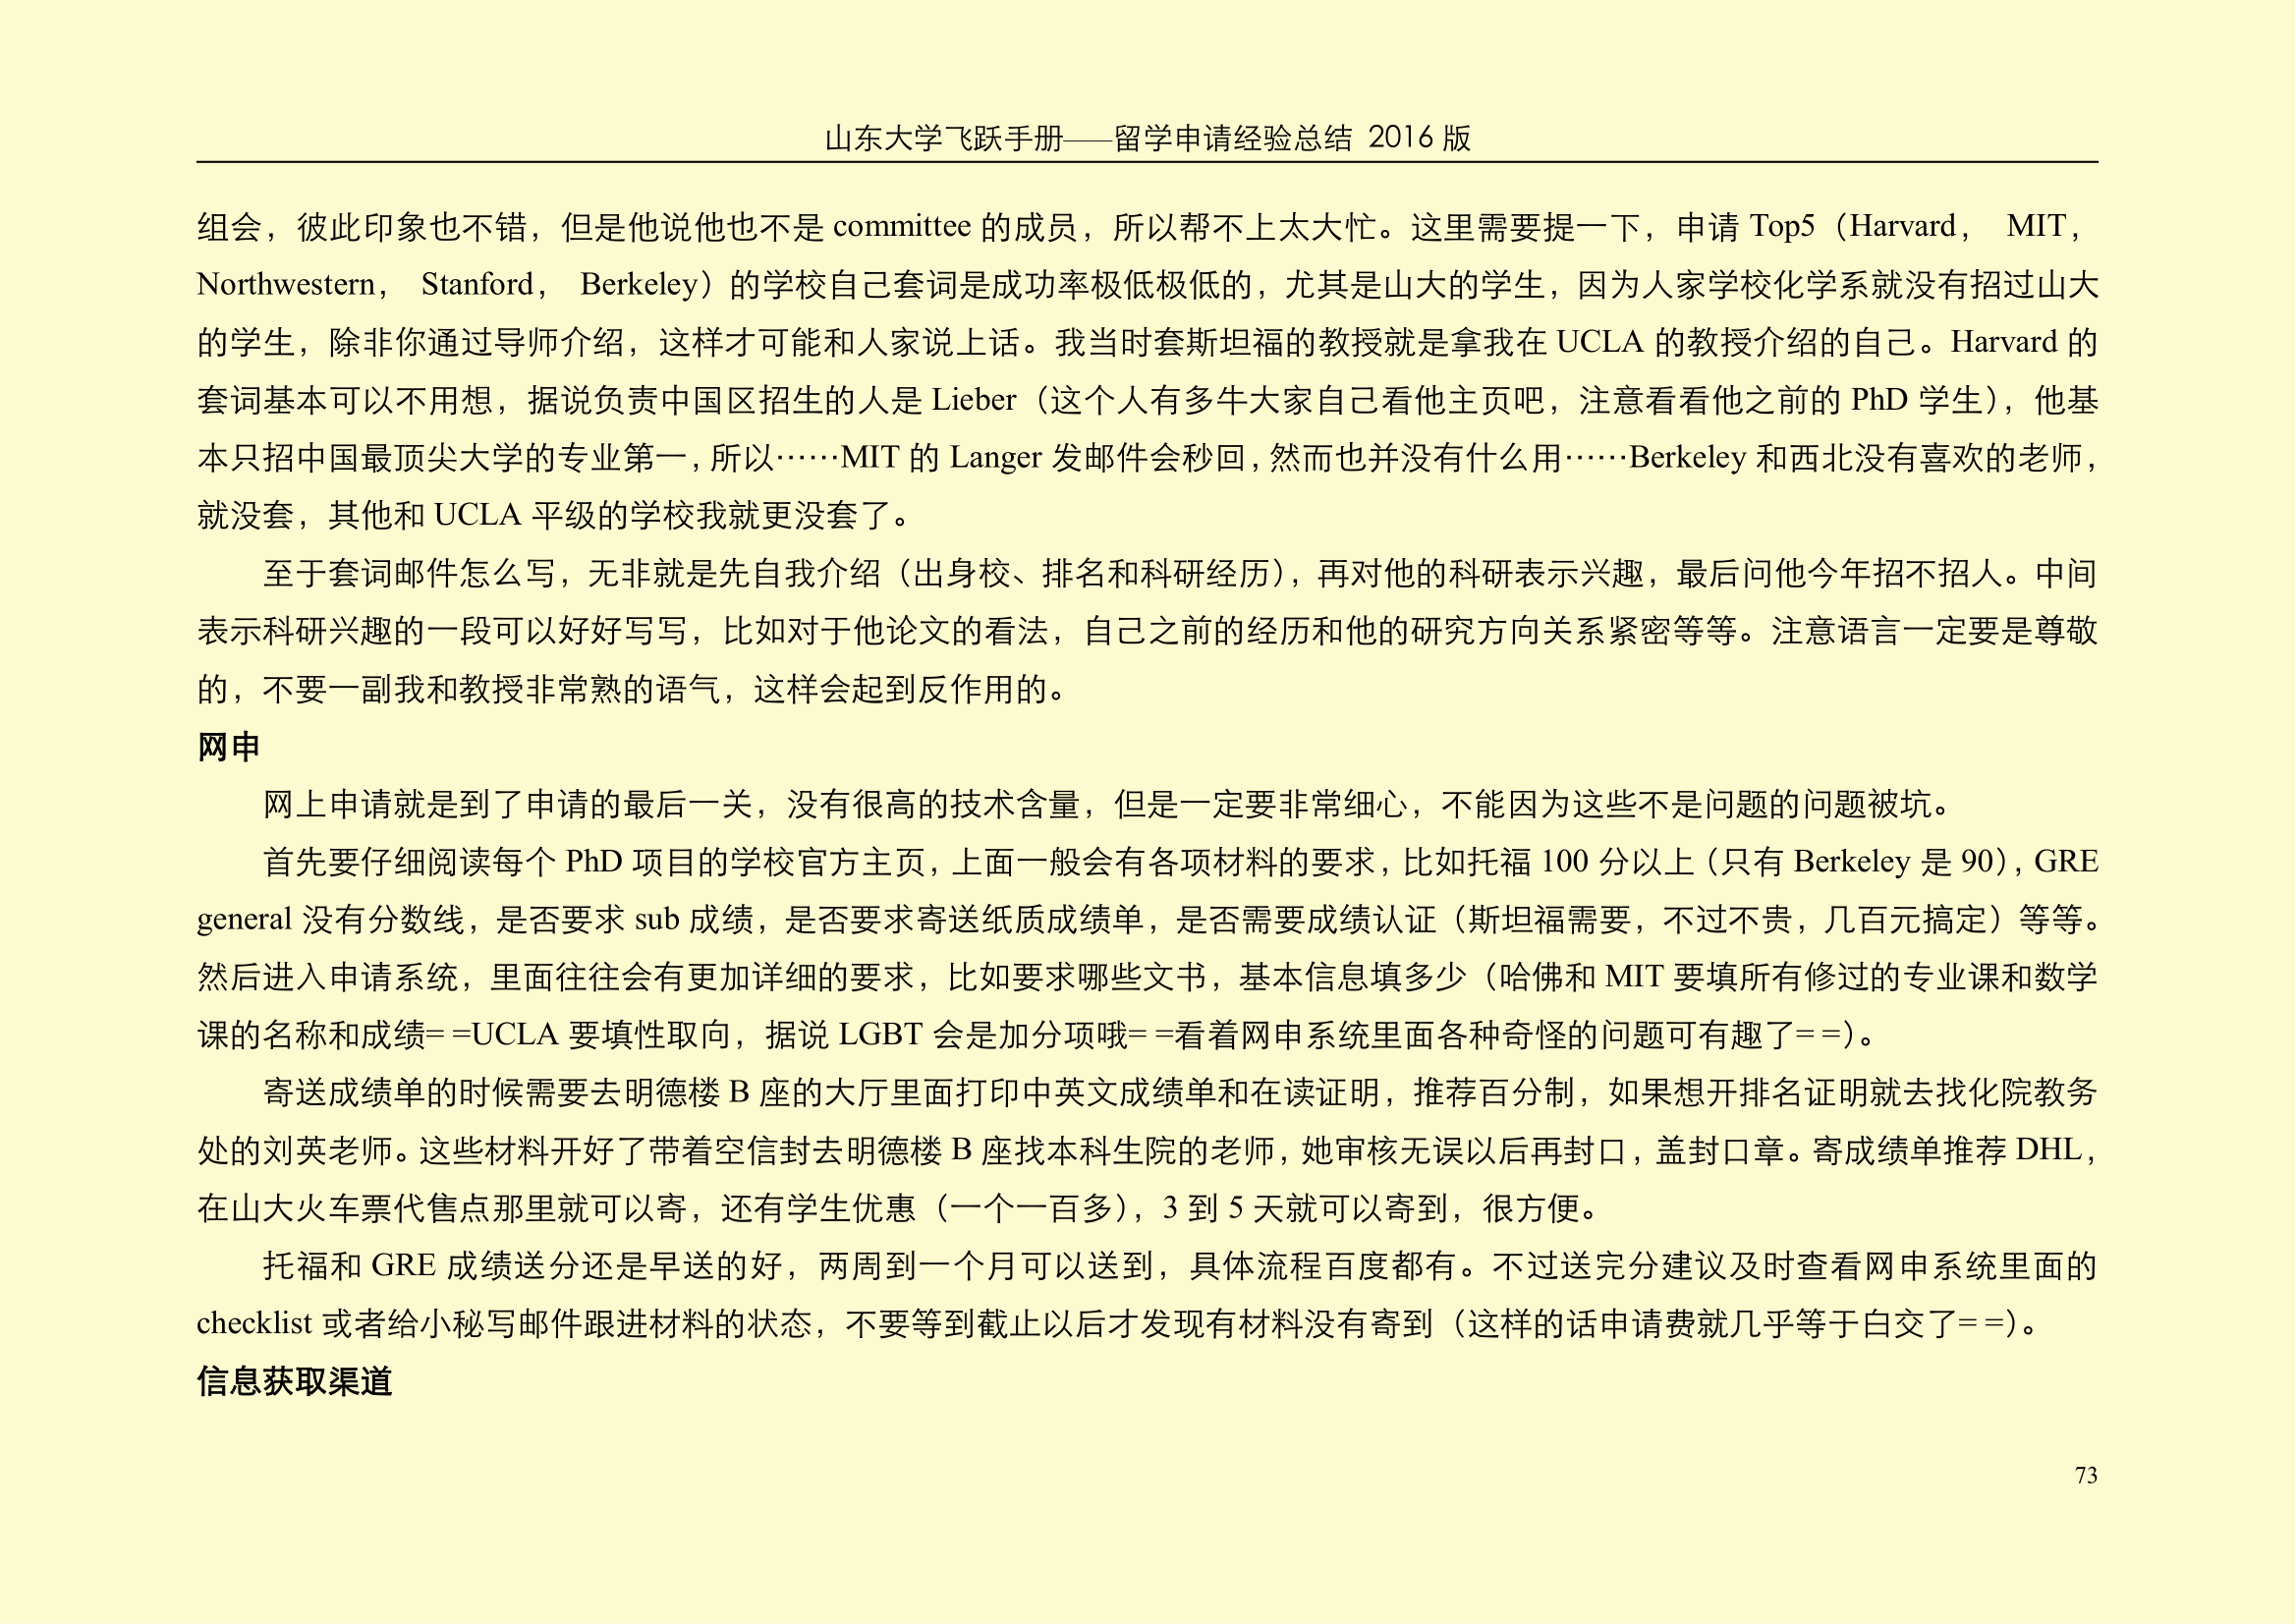 山东大学飞跃手册——留学申请经验总结 2016 版
组会，彼此印象也不错，但是他说他也不是 committee 的成员，所以帮不上太大忙。这里需要提一下，申请 Top5（Harvard， MIT，
Northwestern， Stanford， Berkeley）的学校自己套词是成功率极低极低的，尤其是山大的学生，因为人家学校化学系就没有招过山大
的学生，除非你通过导师介绍，这样才可能和人家说上话。我当时套斯坦福的教授就是拿我在 UCLA 的教授介绍的自己。Harvard 的
套词基本可以不用想，据说负责中国区招生的人是 Lieber（这个人有多牛大家自己看他主页吧，注意看看他之前的 PhD 学生），他基
本只招中国最顶尖大学的专业第一，所以……MIT 的 Langer 发邮件会秒回，然而也并没有什么用……Berkeley 和西北没有喜欢的老师，
就没套，其他和 UCLA 平级的学校我就更没套了。
至于套词邮件怎么写，无非就是先自我介绍（出身校、排名和科研经历），再对他的科研表示兴趣，最后问他今年招不招人。中间
表示科研兴趣的一段可以好好写写，比如对于他论文的看法，自己之前的经历和他的研究方向关系紧密等等。注意语言一定要是尊敬
的，不要一副我和教授非常熟的语气，这样会起到反作用的。
网申
网上申请就是到了申请的最后一关，没有很高的技术含量，但是一定要非常细心，不能因为这些不是问题的问题被坑。
首先要仔细阅读每个 PhD 项目的学校官方主页，上面一般会有各项材料的要求，比如托福 100 分以上（只有 Berkeley 是 90），GRE
general 没有分数线，是否要求 sub 成绩，是否要求寄送纸质成绩单，是否需要成绩认证（斯坦福需要，不过不贵，几百元搞定）等等。
然后进入申请系统，里面往往会有更加详细的要求，比如要求哪些文书，基本信息填多少（哈佛和 MIT 要填所有修过的专业课和数学
课的名称和成绩= =UCLA 要填性取向，据说 LGBT 会是加分项哦= =看着网申系统里面各种奇怪的问题可有趣了= =）。
寄送成绩单的时候需要去明德楼 B 座的大厅里面打印中英文成绩单和在读证明，推荐百分制，如果想开排名证明就去找化院教务
处的刘英老师。这些材料开好了带着空信封去明德楼 B 座找本科生院的老师，她审核无误以后再封口，盖封口章。寄成绩单推荐 DHL，
在山大火车票代售点那里就可以寄，还有学生优惠（一个一百多），3 到 5 天就可以寄到，很方便。
托福和 GRE 成绩送分还是早送的好，两周到一个月可以送到，具体流程百度都有。不过送完分建议及时查看网申系统里面的
checklist 或者给小秘写邮件跟进材料的状态，不要等到截止以后才发现有材料没有寄到（这样的话申请费就几乎等于白交了= =）。
信息获取渠道
73